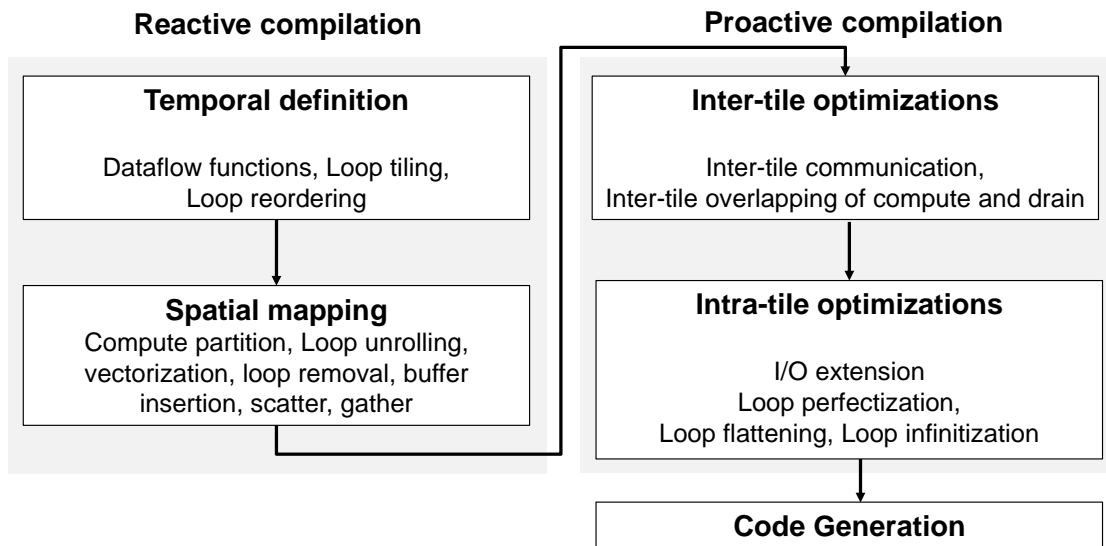 Reactive compilation
Temporal definition
Dataflow functions, Loop tiling,
Loop reordering
Spatial mapping
Compute partition, Loop unrolling,
vectorization, loop removal, buffer
insertion, scatter, gather
Proactive compilation
Inter-tile optimizations
Inter-tile communication,
Inter-tile overlapping of compute and drain
Intra-tile optimizations
I/O extension
Loop perfectization,
Loop flattening, Loop infinitization
Code Generation